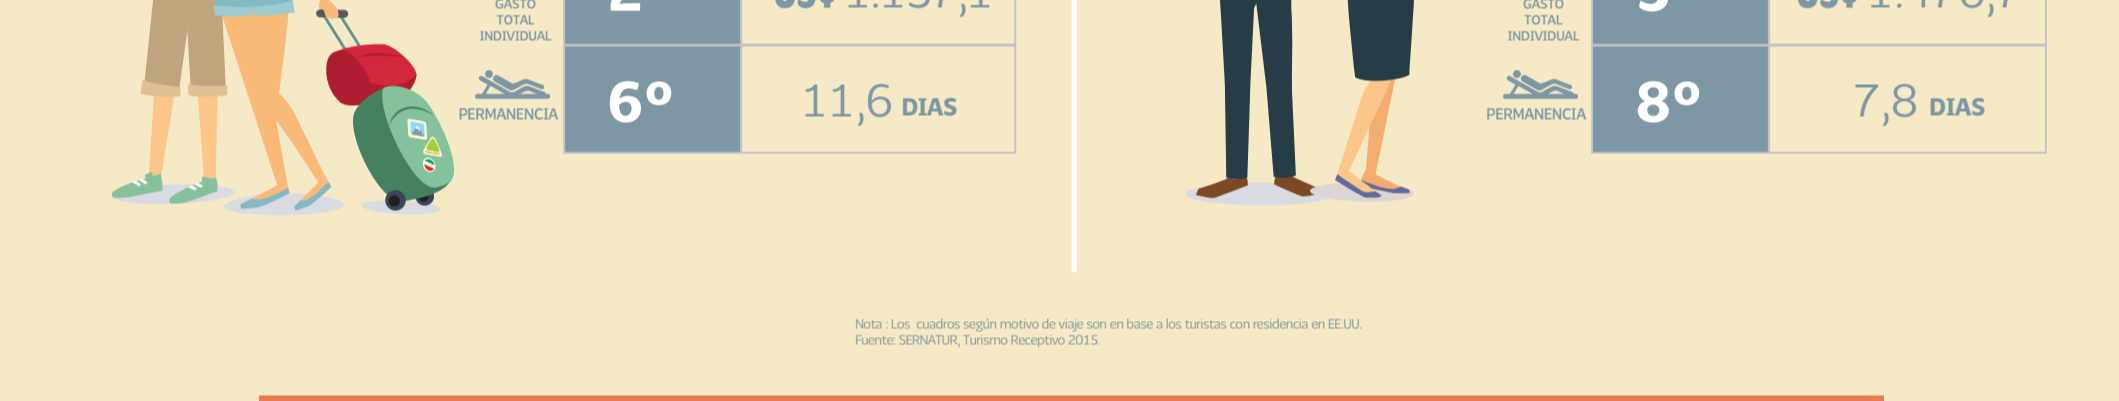 GASTO
TOTAL
INDIVIDUAL
PERMANENCIA
6º
11,6 DIAS
GASTO
TOTAL
INDIVIDUAL
PERMANENCIA
8º
7,8 DIAS
Nota : Los cuadros según motivo de viaje son en base a los turistas con residencia en EE.UU.
Fuente: SERNATUR, Turismo Receptivo 2015.